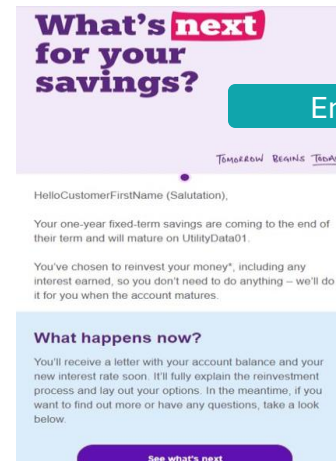 What's next
for your
savings?
TOMORROW BEGINS
HelloCustomerFirstName (Salutation),
Your one-year fixed-term savings are coming to the end of
their term and will mature on UtilityData01.
You've chosen to reinvest your money*, including any
interest earned, so you don't need to do anything – we'll do
it for you when the account matures.
What happens now?
You'll receive a letter with your account balance and your
new interest rate soon. It'll fully explain the reinvestment
process and lay out your options. In the meantime, if you
want to find out more or have any questions, take a look
below.
See what's next